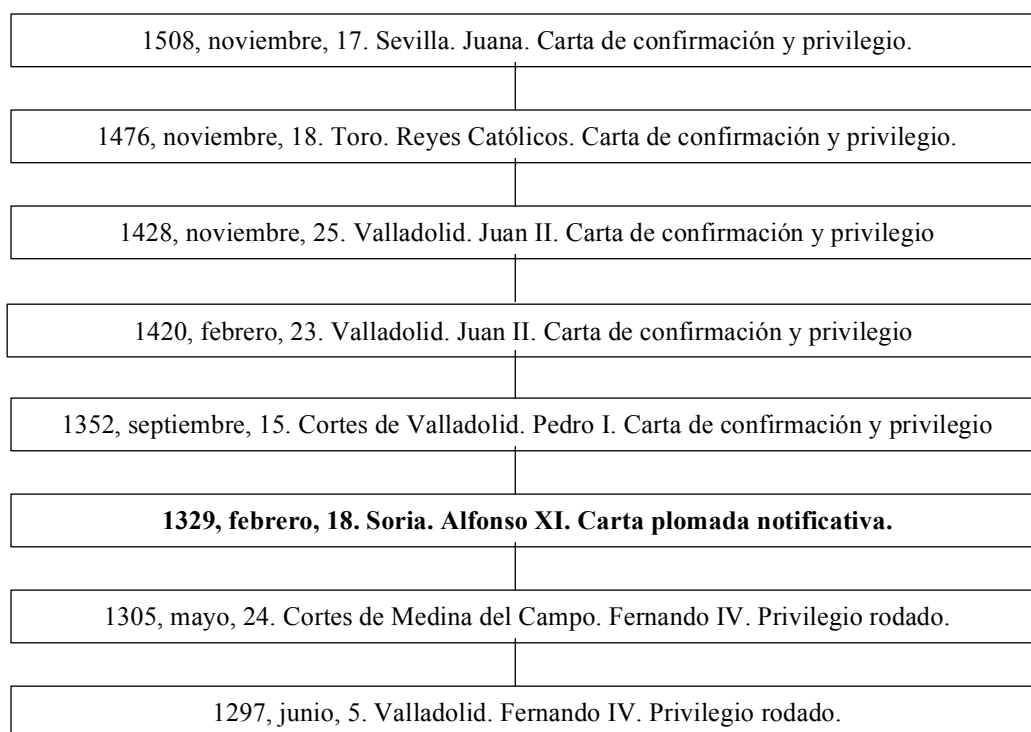 1508, noviembre, 17. Sevilla. Juana. Carta de confirmación y privilegio.
1476, noviembre, 18. Toro. Reyes Católicos. Carta de confirmación y privilegio.
1428, noviembre, 25. Valladolid. Juan II. Carta de confirmación y privilegio
1420, febrero, 23. Valladolid. Juan II. Carta de confirmación y privilegio
1352, septiembre, 15. Cortes de Valladolid. Pedro I. Carta de confirmación y privilegio
1329, febrero, 18. Soria. Alfonso XI. Carta plomada notificativa.
1305, mayo, 24. Cortes de Medina del Campo. Fernando IV. Privilegio rodado.
1297, junio, 5. Valladolid. Fernando IV. Privilegio rodado.